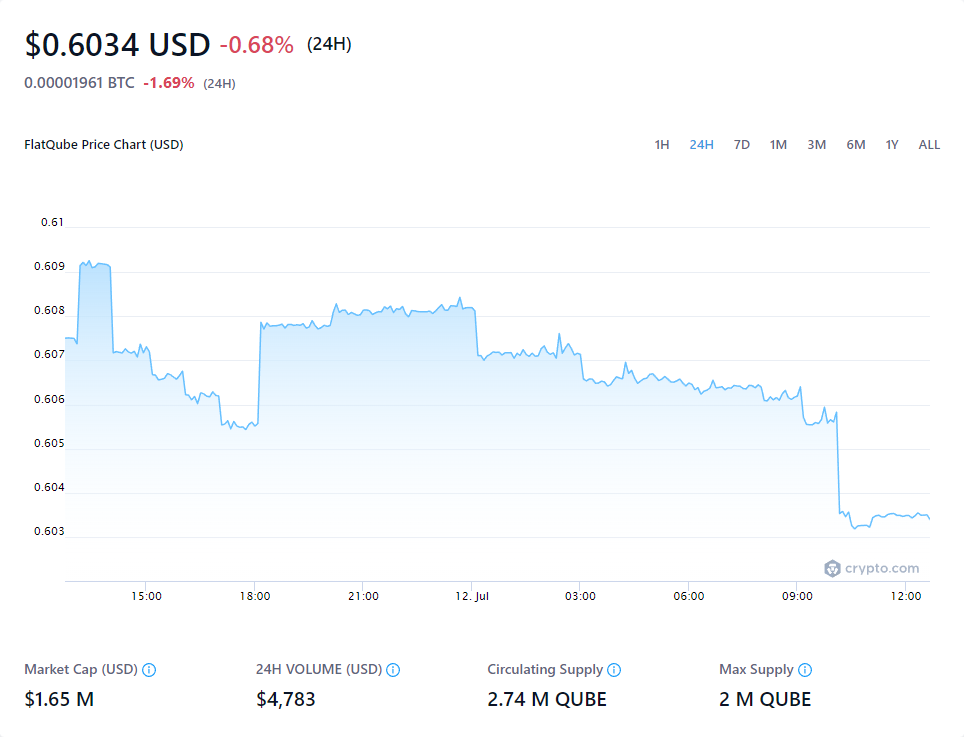 $0.6034 USD -0.68% (24H)
0.00001961 BTC -1.69% (24H)
FlatQube Price Chart (USD) 1H 24H 7D 1M 3M 6M 1Y ALL
0.61
0.609
0.608
0.607
0.606
0.605
0.604
0.603
crypto.com
15:00 18:00 21:00 12. Jul 03:00 06:00 09:00 12:00
Market Cap (USD) 24H VOLUME (USD) Circulating Supply Max Supply
$1.65 M $4,783 2.74 M QUBE 2 M QUBE